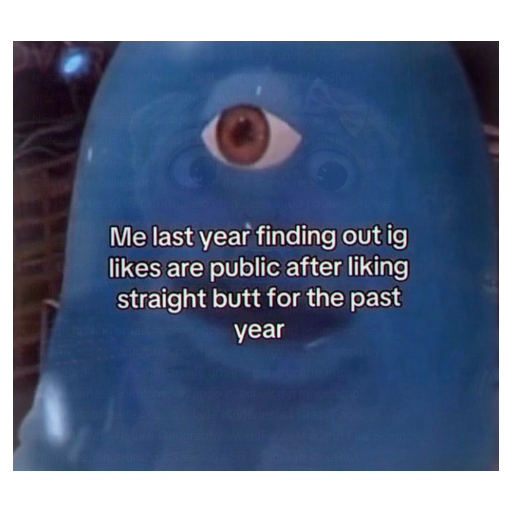 Me last year finding out ig
likes are public after liking
straight butt for the past
year